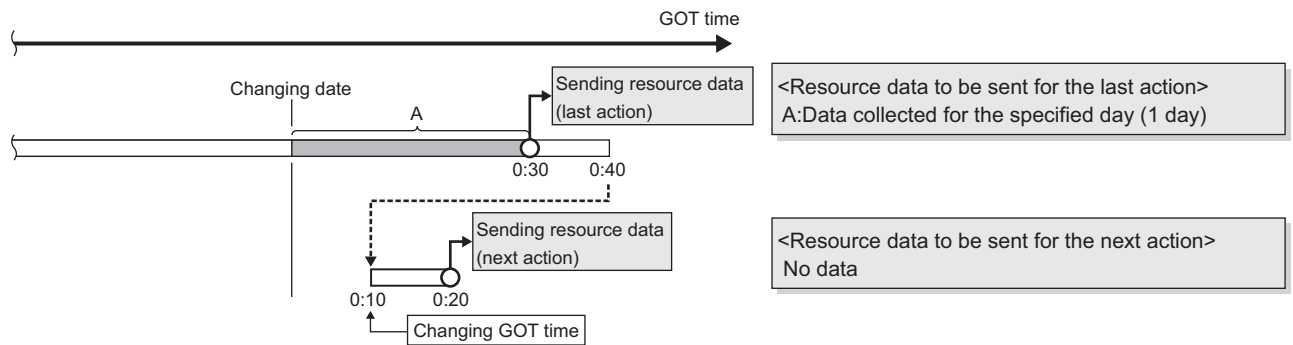 GOT time
Changing date
A
Sending resource data
(last action)
<Resource data to be sent for the last action>
A:Data collected for the specified day (1 day)
0:30
0:40
Sending resource data
(next action)
<Resource data to be sent for the next action>
No data
0:10
0:20
Changing GOT time